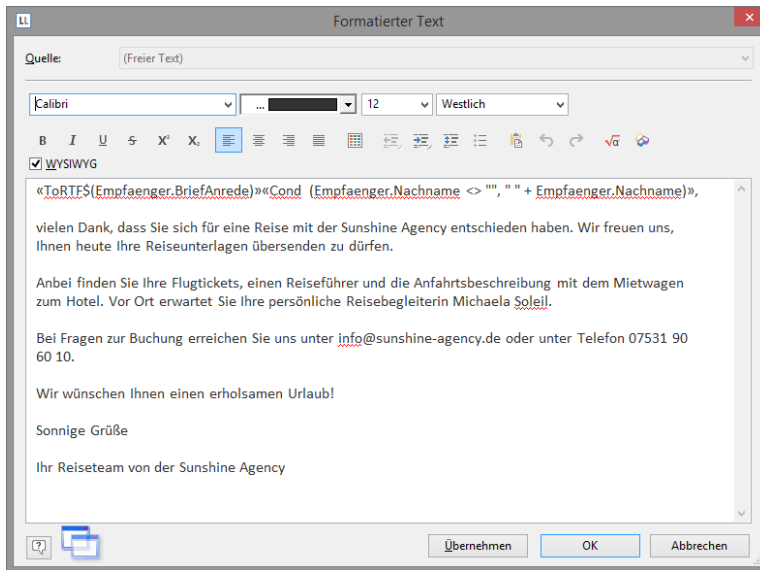 LL
Formatierter Text
Quelle:
(Freier Text)
Calibri
...
12
Westlich
B I U S X² X₂
WYSIWYG
«ToRTF$(Empfaenger.BriefAnrede)»«Cond (Empfaenger.Nachname <> "", " " + Empfaenger.Nachname)»,
vielen Dank, dass Sie sich für eine Reise mit der Sunshine Agency entschieden haben. Wir freuen uns,
Ihnen heute Ihre Reiseunterlagen übersenden zu dürfen.
Anbei finden Sie Ihre Flugtickets, einen Reiseführer und die Anfahrtsbeschreibung mit dem Mietwagen
zum Hotel. Vor Ort erwartet Sie Ihre persönliche Reisebegleiterin Michaela Soleil.
Bei Fragen zur Buchung erreichen Sie uns unter info@sunshine-agency.de oder unter Telefon 07531 90
60 10.
Wir wünschen Ihnen einen erholsamen Urlaub!
Sonnige Grüße
Ihr Reiseteam von der Sunshine Agency
Übernehmen
OK
Abbrechen